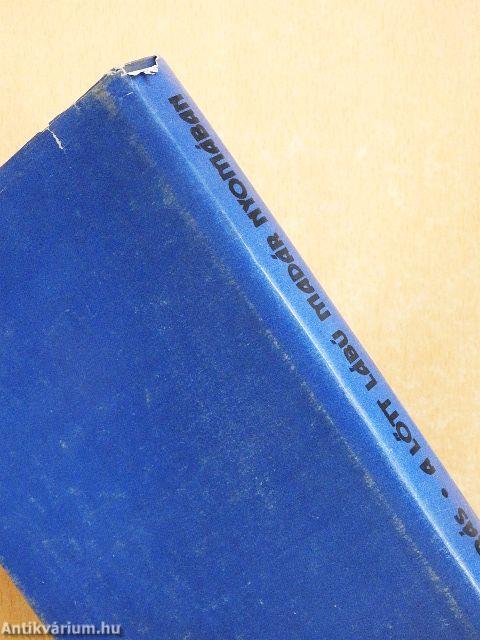 A LŐTT LÁBÚ MADÁR NYOMÁBAN
Antikvárium.hu